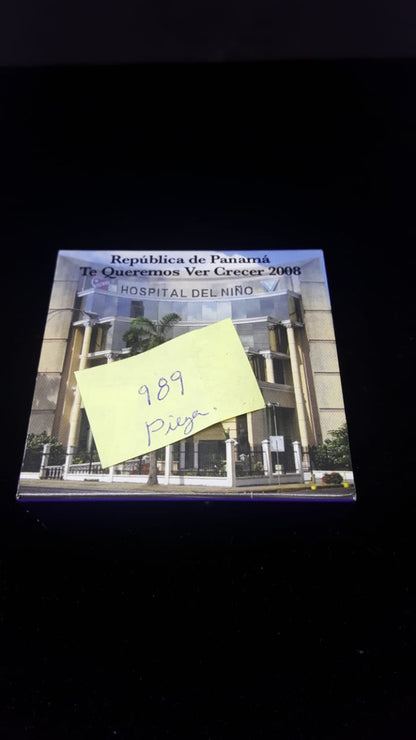 República de Panamá
Te Queremos Ver Crecer 2008
HOSPITAL DEL NIÑO
989
Pieza.